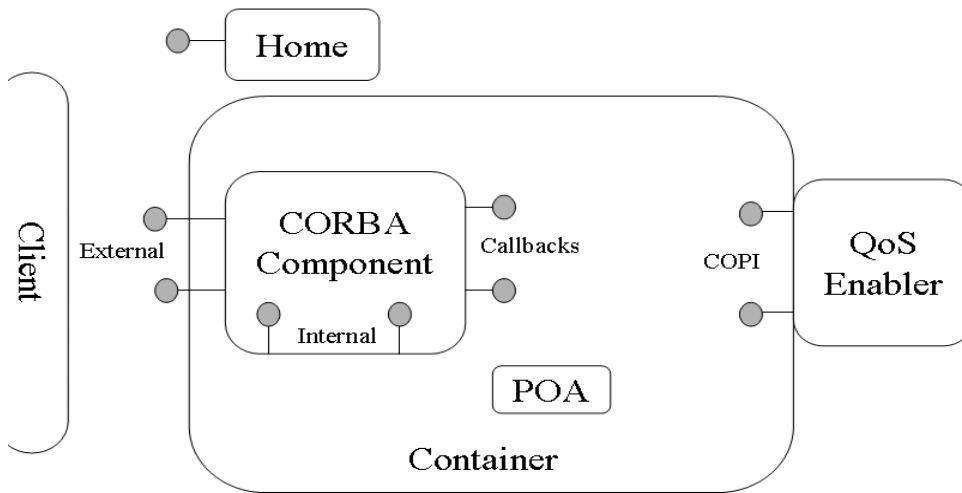 Home
Client
External
CORBA
Component
Internal
Callbacks
COPI
QoS
Enabler
POA
Container